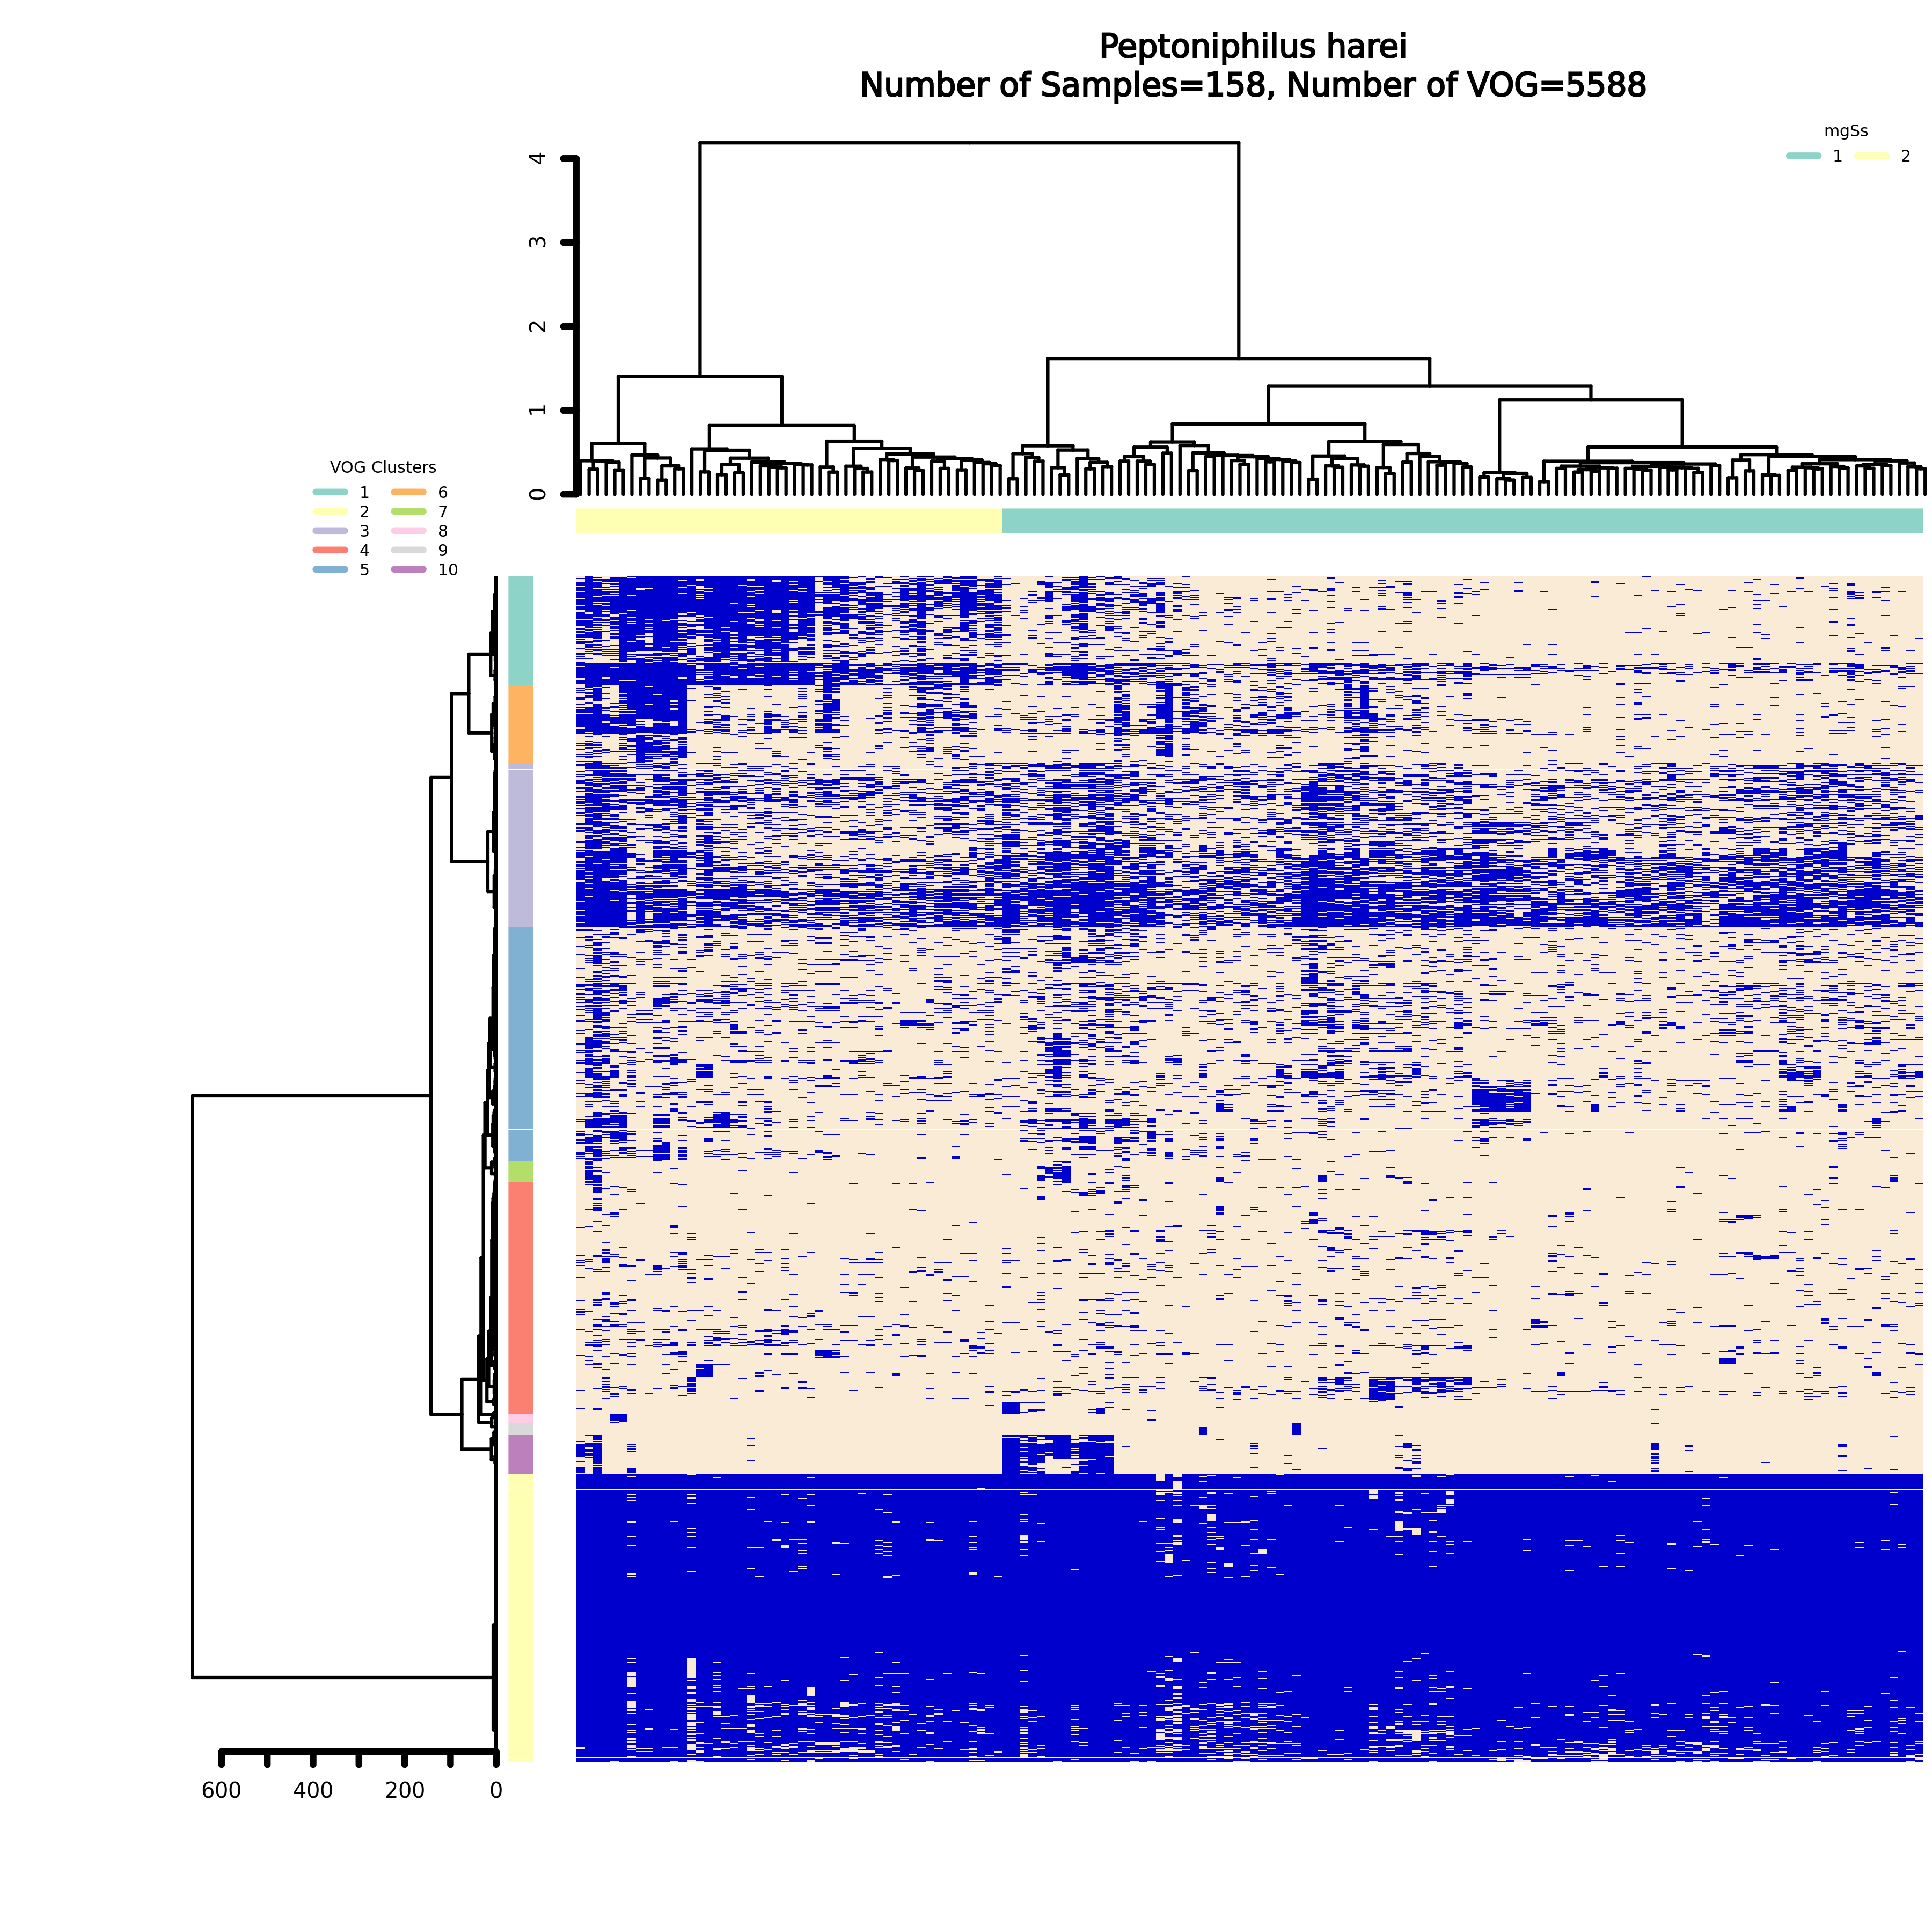 Peptoniphilus harei
Number of Samples=158, Number of VOG=5588
mgSs
1 2
4
3
2
1
0
VOG Clusters
1 6
2 7
3 8
4 9
5 10
600 400 200 0